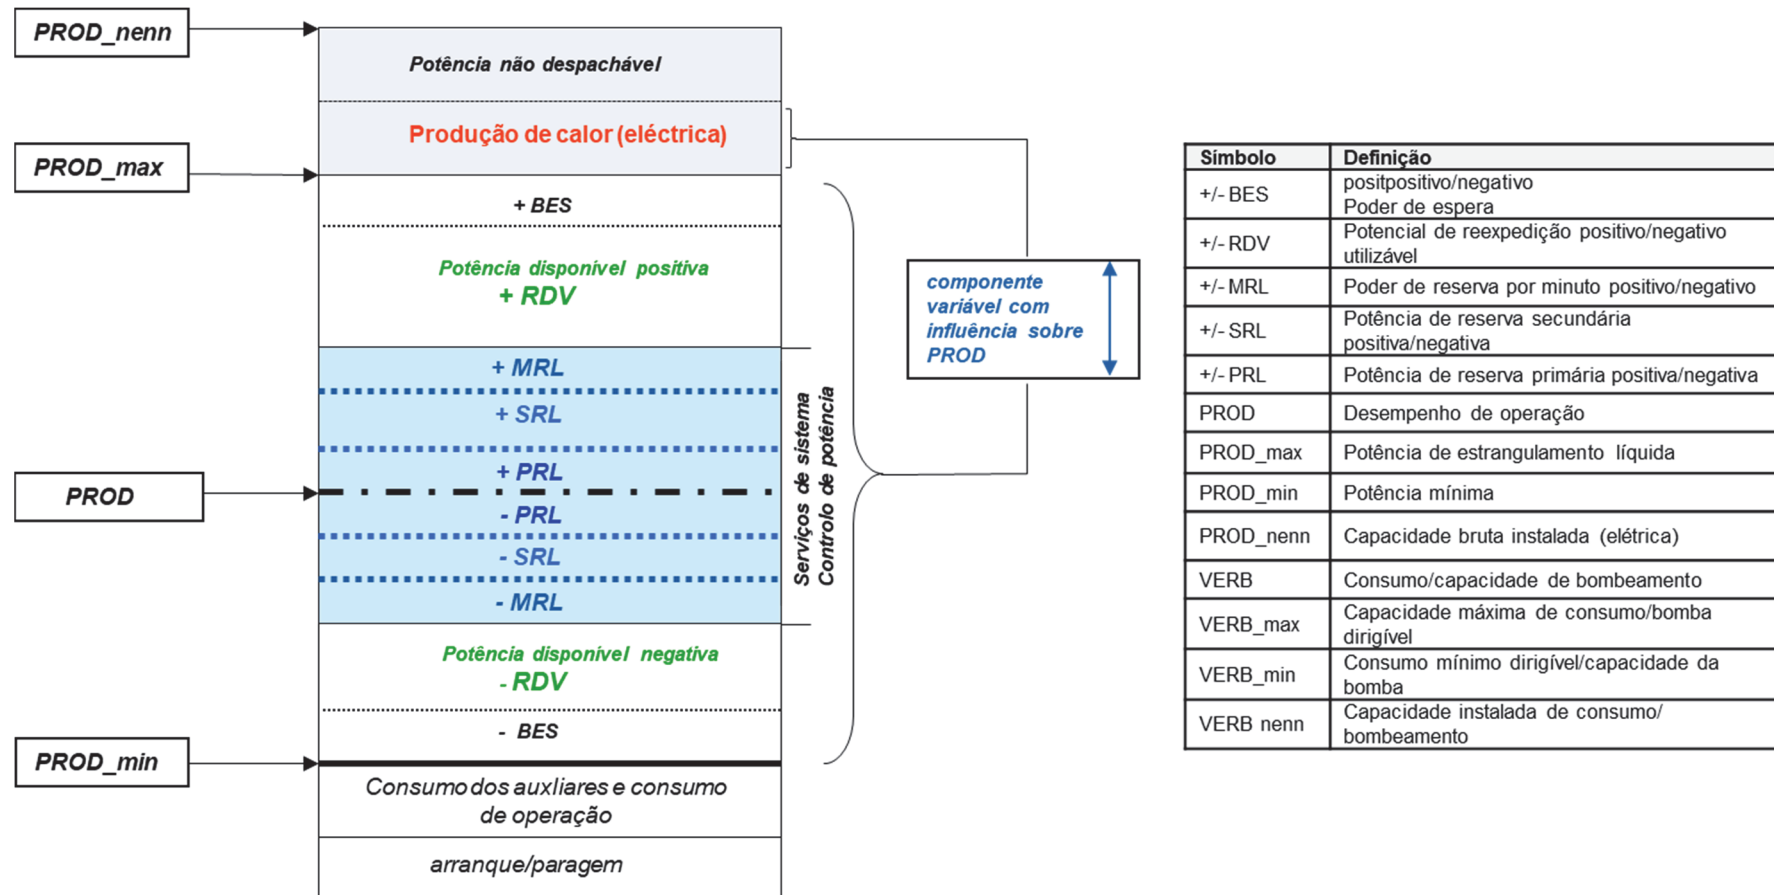 PROD_nenn
Potência não despachável
Produção de calor (eléctrica)
PROD_max
+ BES
Potência disponível positiva
+ RDV
+ MRL
+ SRL
+ PRL
PROD
- PRL
- SRL
- MRL
Potência disponível negativa
- RDV
- BES
PROD_min
Consumo dos auxliares e consumo
de operação
arranque/paragem
Serviços de sistema
Controlo de potência
componente
variável com
influência sobre
PROD
Símbolo Definição
+/- BES positpositivo/negativo
Poder de espera
+/- RDV Potencial de reexpedição positivo/negativo
utilizável
+/- MRL Poder de reserva por minuto positivo/negativo
+/- SRL Potência de reserva secundária
positiva/negativa
+/- PRL Potência de reserva primária positiva/negativa
PROD Desempenho de operação
PROD_max Potência de estrangulamento líquida
PROD_min Potência mínima
PROD_nenn Capacidade bruta instalada (elétrica)
VERB Consumo/capacidade de bombeamento
VERB_max Capacidade máxima de consumo/bomba
dirigível
VERB_min Consumo mínimo dirigível/capacidade da
bomba
VERB nenn Capacidade instalada de consumo/
bombeamento